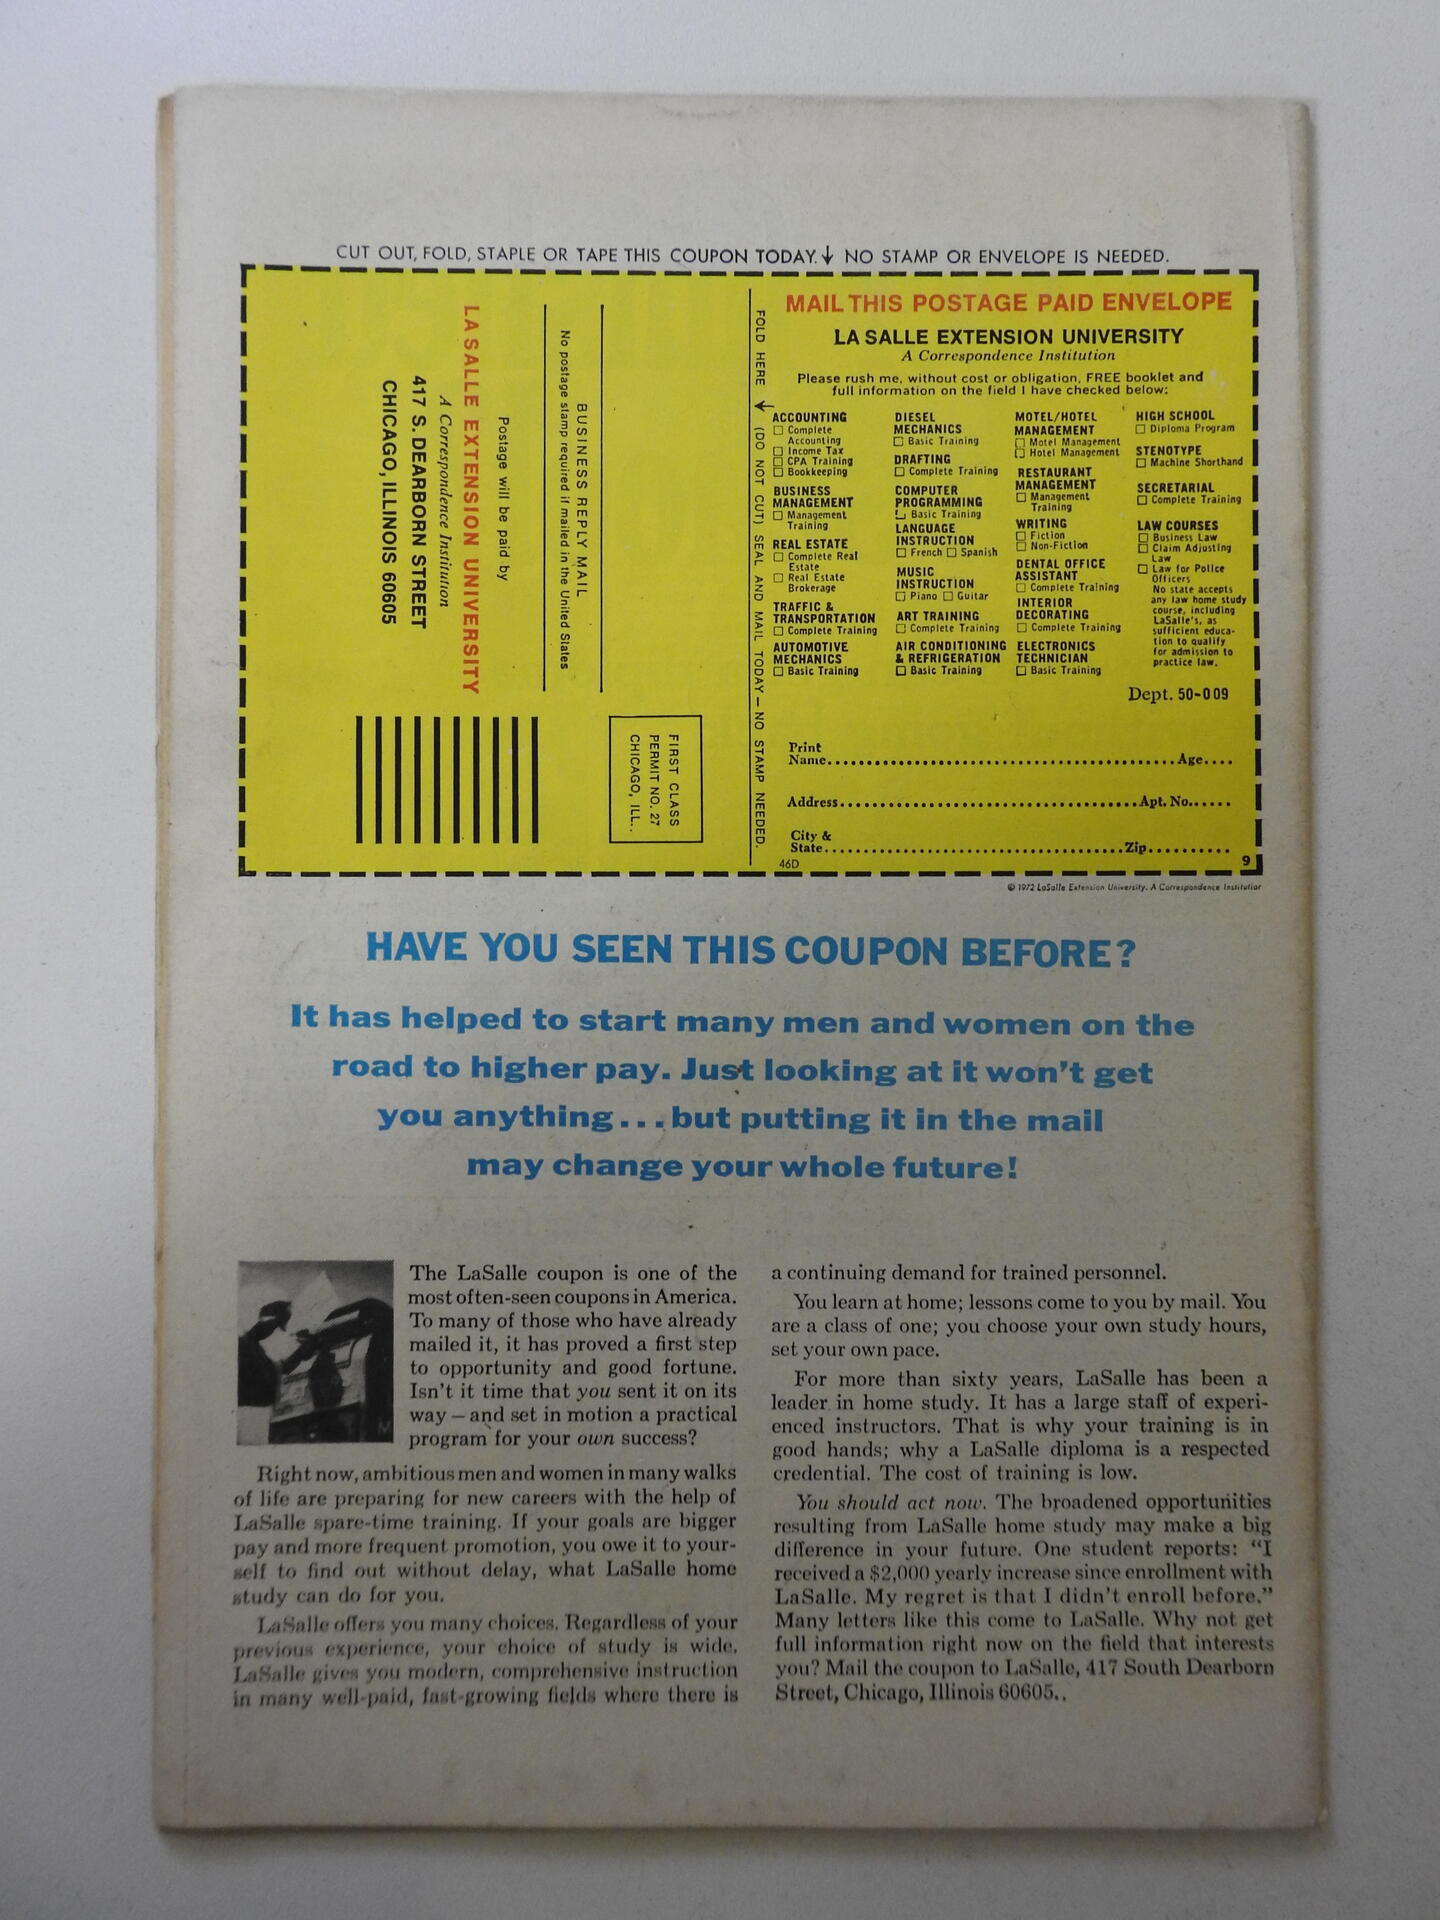 CUT OUT, FOLD, STAPLE OR TAPE THIS COUPON TODAY. ↓ NO STAMP OR ENVELOPE IS NEEDED.
FIRST CLASS
PERMIT NO. 27
CHICAGO, ILL..
BUSINESS REPLY MAIL
No postage stamp required if mailed in the United States
Postage will be paid by
LA SALLE EXTENSION UNIVERSITY
A Correspondence Institution
417 S. DEARBORN STREET
CHICAGO, ILLINOIS 60605
FOLD HERE ↓ (DO NOT CUT) SEAL AND MAIL TODAY — NO STAMP NEEDED.
MAIL THIS POSTAGE PAID ENVELOPE
LA SALLE EXTENSION UNIVERSITY
A Correspondence Institution
Please rush me, without cost or obligation, FREE booklet and
full information on the field I have checked below:
ACCOUNTING
☐ Complete
Accounting
☐ Income Tax
☐ CPA Training
☐ Bookkeeping
BUSINESS
MANAGEMENT
☐ Management
Training
REAL ESTATE
☐ Complete Real
Estate
☐ Real Estate
Brokerage
TRAFFIC &
TRANSPORTATION
☐ Complete Training
AUTOMOTIVE
MECHANICS
☐ Basic Training
DIESEL
MECHANICS
☐ Basic Training
DRAFTING
☐ Complete Training
COMPUTER
PROGRAMMING
☐ Basic Training
LANGUAGE
INSTRUCTION
☐ French ☐ Spanish
MUSIC
INSTRUCTION
☐ Piano ☐ Guitar
ART TRAINING
☐ Complete Training
AIR CONDITIONING
& REFRIGERATION
☐ Basic Training
MOTEL/HOTEL
MANAGEMENT
☐ Motel Management
☐ Hotel Management
RESTAURANT
MANAGEMENT
☐ Management
Training
WRITING
☐ Fiction
☐ Non-Fiction
DENTAL OFFICE
ASSISTANT
☐ Complete Training
INTERIOR
DECORATING
☐ Complete Training
ELECTRONICS
TECHNICIAN
☐ Basic Training
HIGH SCHOOL
☐ Diploma Program
STENOTYPE
☐ Machine Shorthand
SECRETARIAL
☐ Complete Training
LAW COURSES
☐ Business Law
☐ Claim Adjusting
Law
☐ Law for Police
Officers
No state accepts
any law home study
course, including
LaSalle's, as
sufficient educa-
tion to qualify
for admission to
practice law.
Dept. 50-009
Print
Name.......... Age....
Address.......... Apt. No......
City &
State.......... Zip..........
46D 9
© 1972 LaSalle Extension University. A Correspondence Institution
HAVE YOU SEEN THIS COUPON BEFORE?
It has helped to start many men and women on the
road to higher pay. Just looking at it won't get
you anything...but putting it in the mail
may change your whole future!
The LaSalle coupon is one of the
most often-seen coupons in America.
To many of those who have already
mailed it, it has proved a first step
to opportunity and good fortune.
Isn't it time that you sent it on its
way — and set in motion a practical
program for your own success?
Right now, ambitious men and women in many walks
of life are preparing for new careers with the help of
LaSalle spare-time training. If your goals are bigger
pay and more frequent promotion, you owe it to your-
self to find out without delay, what LaSalle home
study can do for you.
LaSalle offers you many choices. Regardless of your
previous experience, your choice of study is wide.
LaSalle gives you modern, comprehensive instruction
in many well-paid, fast-growing fields where there is
a continuing demand for trained personnel.
You learn at home; lessons come to you by mail. You
are a class of one; you choose your own study hours,
set your own pace.
For more than sixty years, LaSalle has been a
leader in home study. It has a large staff of experi-
enced instructors. That is why your training is in
good hands; why a LaSalle diploma is a respected
credential. The cost of training is low.
You should act now. The broadened opportunities
resulting from LaSalle home study may make a big
difference in your future. One student reports: "I
received a $2,000 yearly increase since enrollment with
LaSalle. My regret is that I didn't enroll before."
Many letters like this come to LaSalle. Why not get
full information right now on the field that interests
you? Mail the coupon to LaSalle, 417 South Dearborn
Street, Chicago, Illinois 60605..